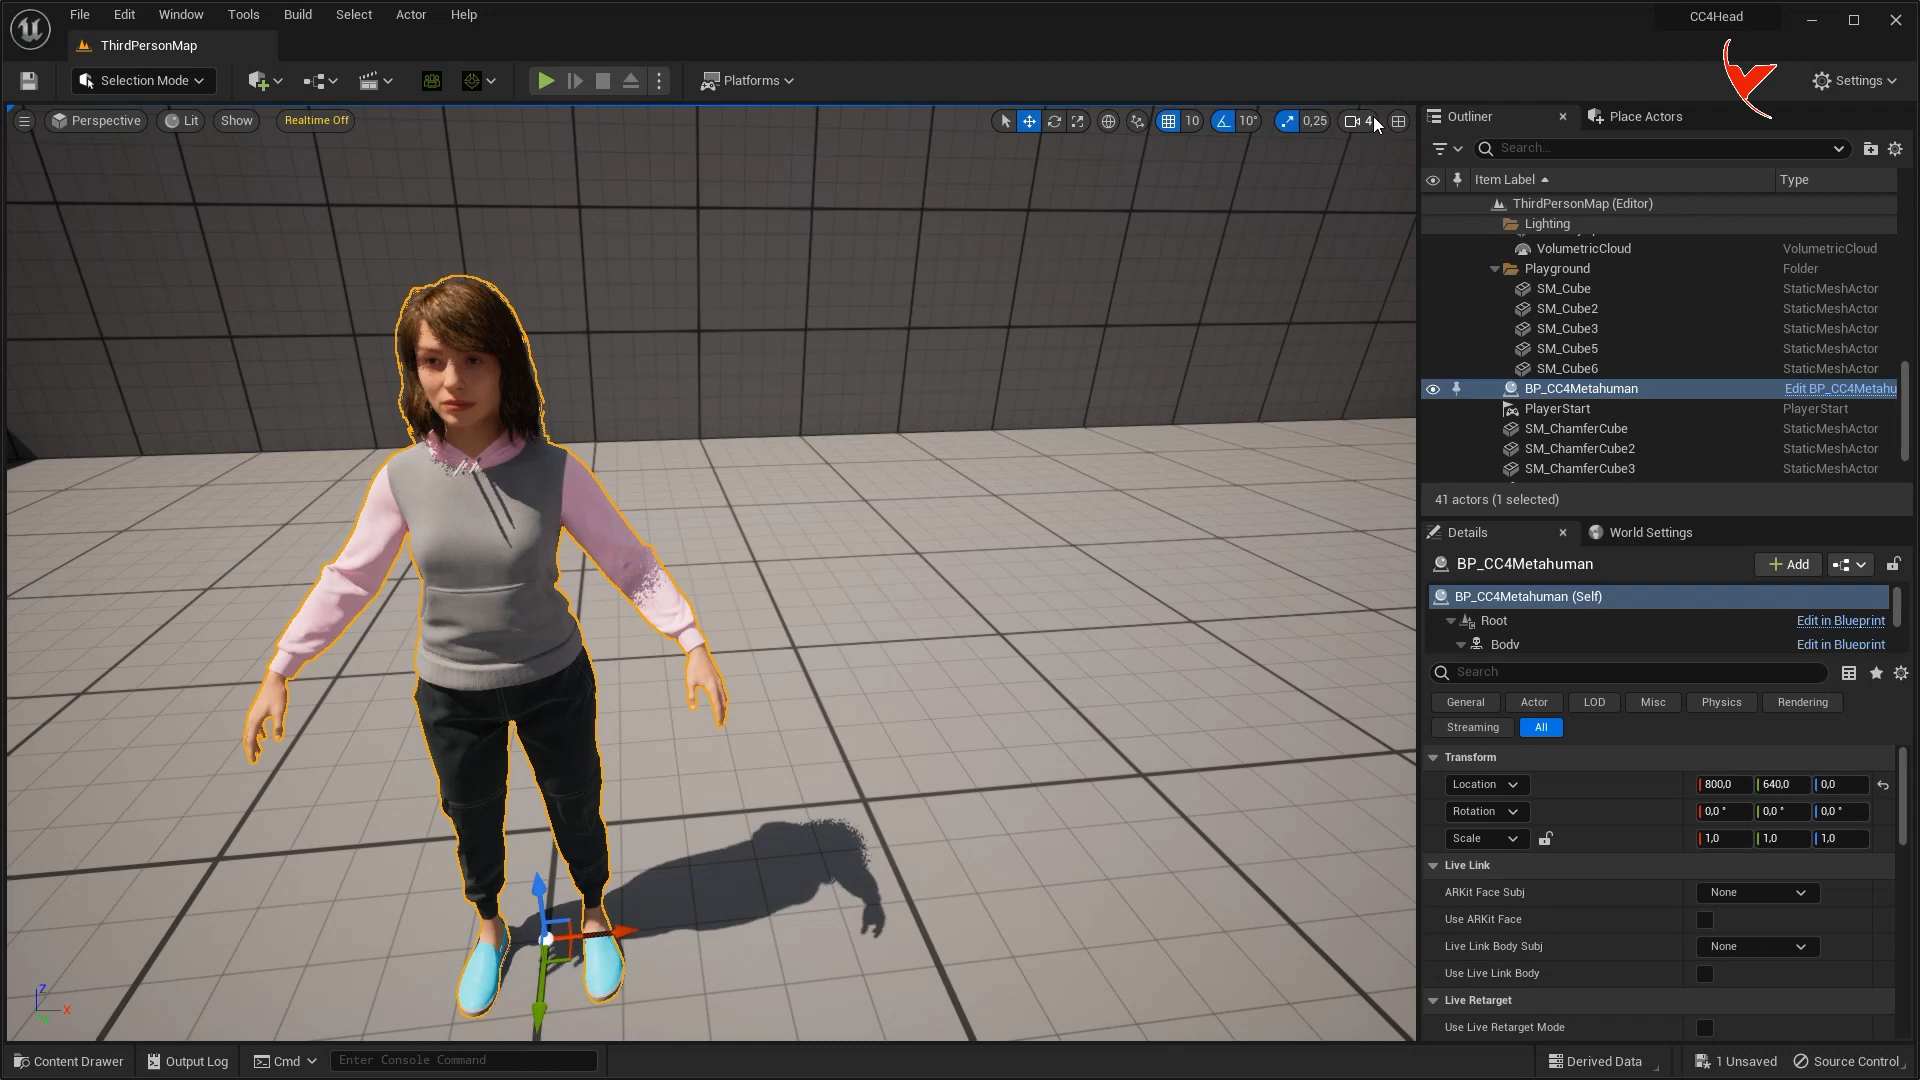 File Edit Window Tools Build Select Actor Help
CC4Head
ThirdPersonMap
Selection Mode
Platforms
Settings
Perspective Lit Show Realtime Off
10 10° 0,25 4
Outliner Place Actors
Search...
Item Label Type
ThirdPersonMap (Editor)
Lighting
VolumetricCloud VolumetricCloud
Playground Folder
SM_Cube StaticMeshActor
SM_Cube2 StaticMeshActor
SM_Cube3 StaticMeshActor
SM_Cube5 StaticMeshActor
SM_Cube6 StaticMeshActor
BP_CC4Metahuman Edit BP_CC4Metahu
PlayerStart PlayerStart
SM_ChamferCube StaticMeshActor
SM_ChamferCube2 StaticMeshActor
SM_ChamferCube3 StaticMeshActor
41 actors (1 selected)
Details World Settings
BP_CC4Metahuman Add
BP_CC4Metahuman (Self)
Root Edit in Blueprint
Body Edit in Blueprint
Search
General Actor LOD Misc Physics Rendering
Streaming All
Transform
Location 800,0 640,0 0,0
Rotation 0,0 ° 0,0 ° 0,0 °
Scale 1,0 1,0 1,0
Live Link
ARKit Face Subj None
Use ARKit Face
Live Link Body Subj None
Use Live Link Body
Live Retarget
Use Live Retarget Mode
Z
X
Content Drawer Output Log Cmd Enter Console Command Derived Data 1 Unsaved Source Control